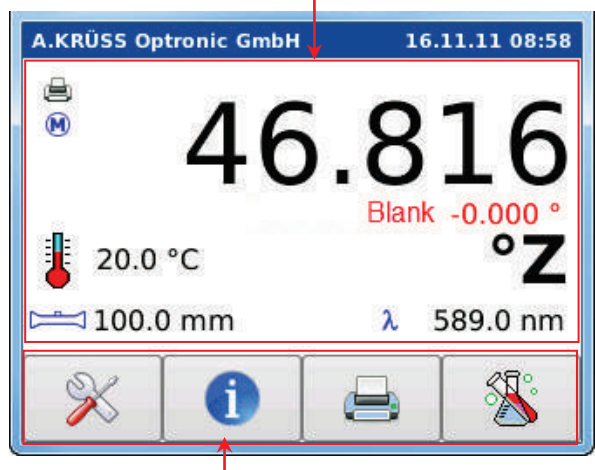 A.KRÜSS Optronic GmbH 16.11.11 08:58
M
46.816
Blank -0.000 °
20.0 °C °Z
100.0 mm λ 589.0 nm
i